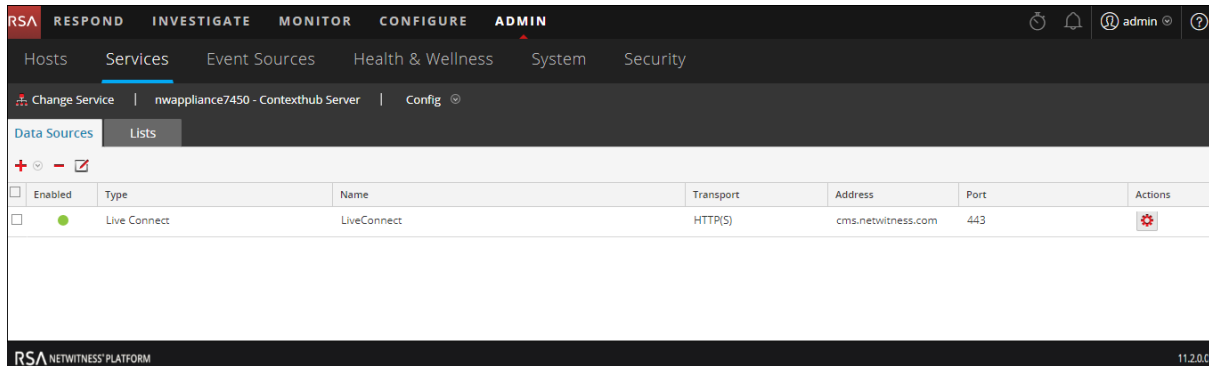 RSA RESPOND INVESTIGATE MONITOR CONFIGURE ADMIN admin
Hosts Services Event Sources Health & Wellness System Security
Change Service | nwappliance7450 - Contexthub Server | Config
Data Sources Lists
Enabled Type Name Transport Address Port Actions
Live Connect LiveConnect HTTP(S) cms.netwitness.com 443
RSA NETWITNESS® PLATFORM 11.2.0.0